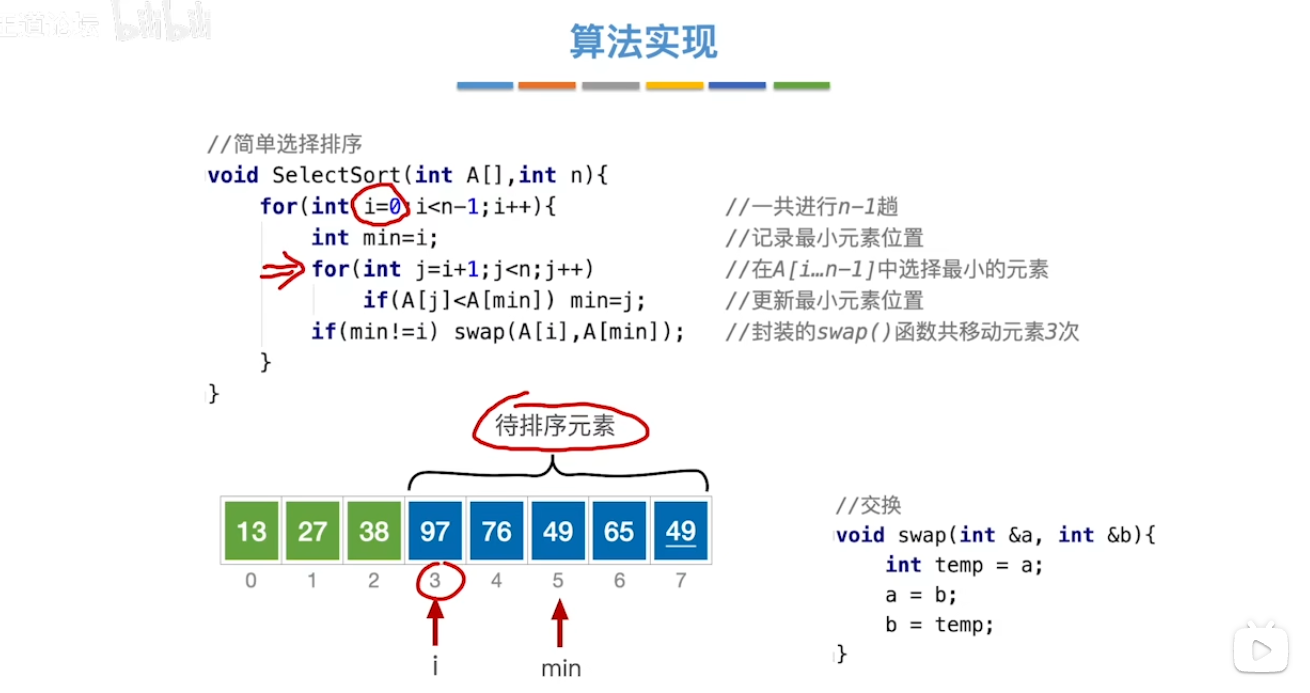 王道论坛 bilibili
算法实现
//简单选择排序
void SelectSort(int A[],int n){
for(int i=0;i<n-1;i++){ //一共进行n-1趟
int min=i; //记录最小元素位置
for(int j=i+1;j<n;j++) //在A[i…n-1]中选择最小的元素
if(A[j]<A[min]) min=j; //更新最小元素位置
if(min!=i) swap(A[i],A[min]); //封装的swap()函数共移动元素3次
}
}
待排序元素
13 27 38 97 76 49 65 49
0 1 2 3 4 5 6 7
i min
//交换
void swap(int &a, int &b){
int temp = a;
a = b;
b = temp;
}